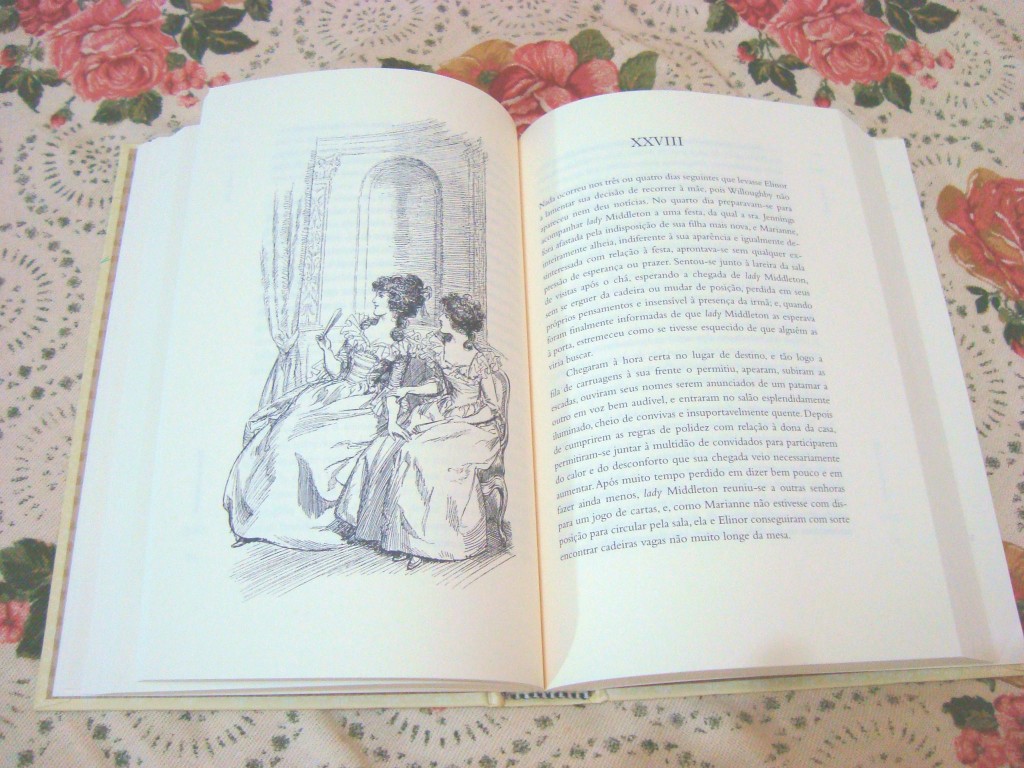 XXVIII
Nada ocorreu nos três ou quatro dias seguintes que levasse Elinor
a lamentar sua decisão de recorrer à mãe, pois Willoughby não
apareceu nem deu notícias. No quarto dia preparavam-se para
acompanhar lady Middleton a uma festa, da qual a sra. Jennings
fora afastada pela indisposição de sua filha mais nova, e Marianne,
inteiramente alheia, indiferente à sua aparência e igualmente de-
sinteressada com relação à festa, aprontava-se sem qualquer ex-
pressão de esperança ou prazer. Sentou-se junto à lareira da sala
de visitas após o chá, esperando a chegada de lady Middleton,
sem se erguer da cadeira ou mudar de posição, perdida em seus
próprios pensamentos e insensível à presença da irmã; e, quando
foram finalmente informadas de que lady Middleton as esperava
à porta, estremeceu como se tivesse esquecido de que alguém as
viria buscar.
Chegaram à hora certa no lugar de destino, e tão logo a
fila de carruagens à sua frente o permitiu, apearam, subiram as
escadas, ouviram seus nomes serem anunciados de um patamar a
outro em voz bem audível, e entraram no salão esplendidamente
iluminado, cheio de convivas e insuportavelmente quente. Depois
de cumprirem as regras de polidez com relação à dona da casa,
permitiram-se juntar à multidão de convidados para participarem
do calor e do desconforto que sua chegada veio necessariamente
aumentar. Após muito tempo perdido em dizer bem pouco e em
fazer ainda menos, lady Middleton reuniu-se a outras senhoras
para um jogo de cartas, e, como Marianne não estivesse com dis-
posição para circular pela sala, ela e Elinor conseguiram com sorte
encontrar cadeiras vagas não muito longe da mesa.